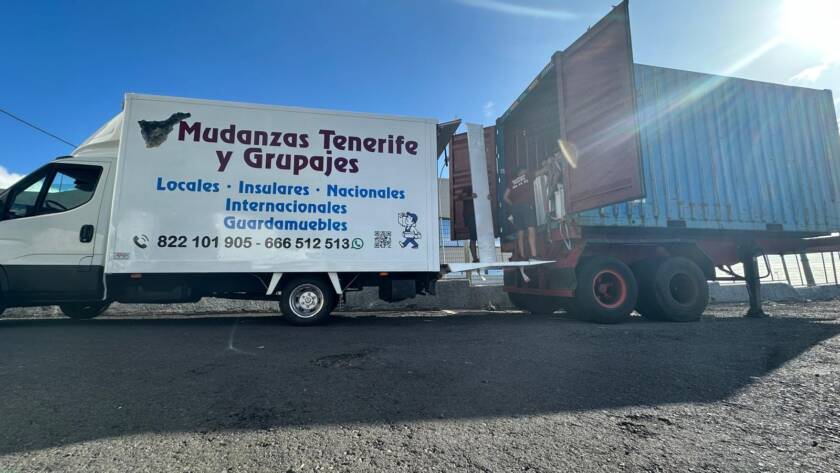 Mudanzas Tenerife
y Grupajes
Locales · Insulares · Nacionales
Internacionales
Guardamuebles
822 101 905 - 666 512 513